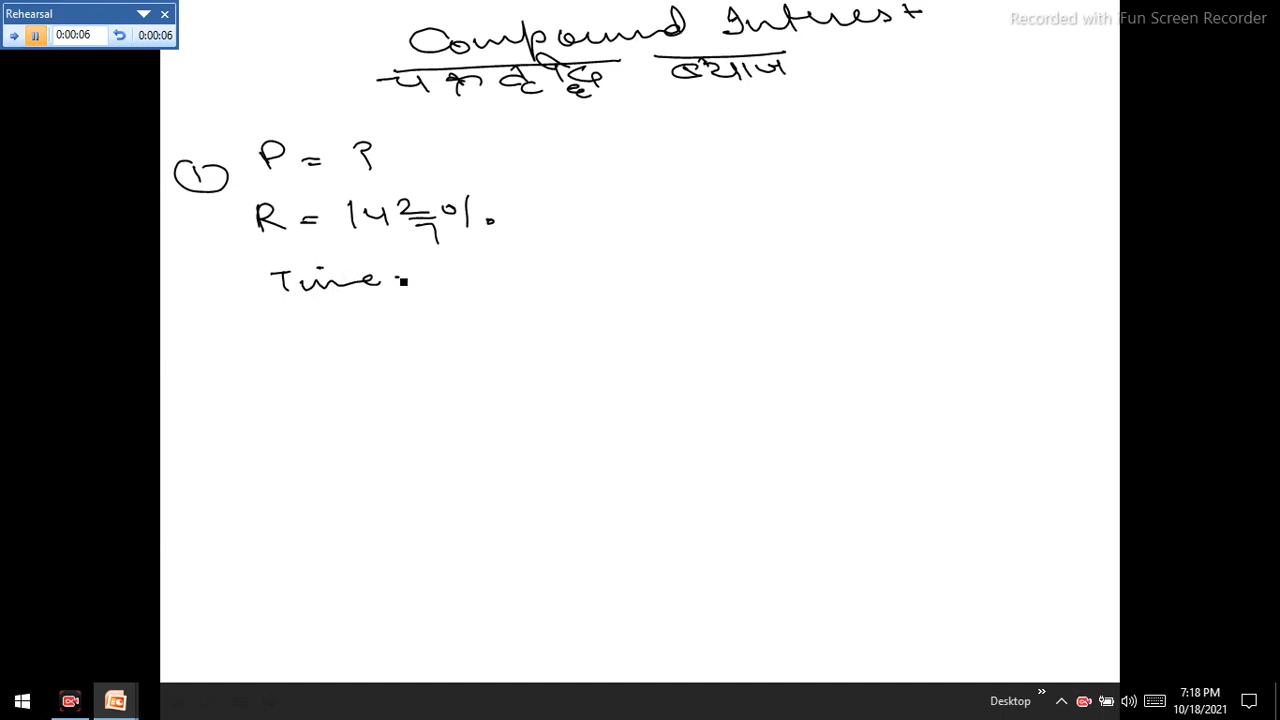 Rehearsal
0:00:06 0:00:06
Recorded with iFun Screen Recorder
Compound Interest
चक्रवृद्धि ब्याज
① P = ?
R = 14 2/7 %.
Time =
Desktop
7:18 PM
10/18/2021